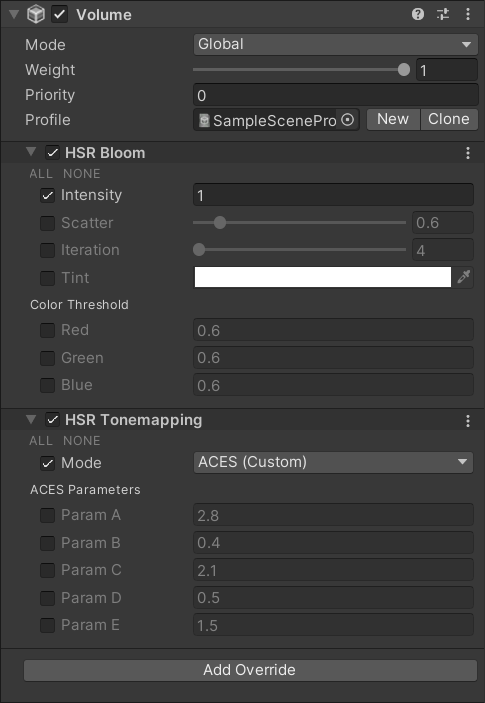 Volume
Mode Global
Weight 1
Priority 0
Profile SampleScenePro New Clone
HSR Bloom
ALL NONE
Intensity 1
Scatter 0.6
Iteration 4
Tint
Color Threshold
Red 0.6
Green 0.6
Blue 0.6
HSR Tonemapping
ALL NONE
Mode ACES (Custom)
ACES Parameters
Param A 2.8
Param B 0.4
Param C 2.1
Param D 0.5
Param E 1.5
Add Override